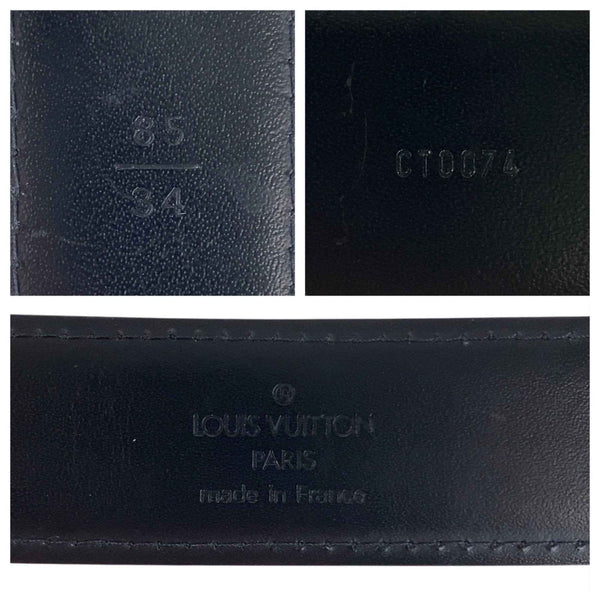 85
34
CT0074
®
LOUIS VUITTON
PARIS
made in France